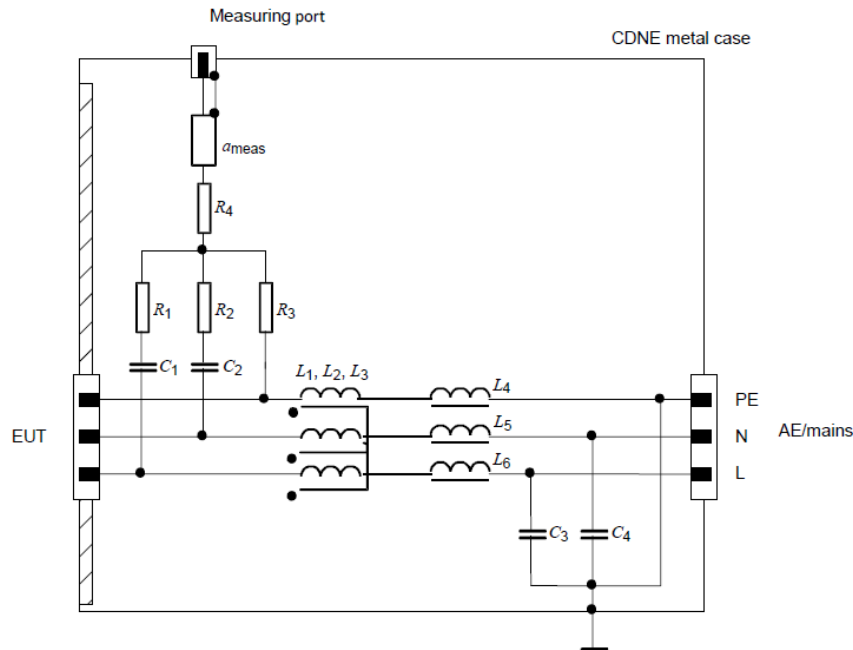 Measuring port
CDNE metal case
ameas
R4
R1
R2
R3
C1
C2
L1, L2, L3
L4
PE
EUT
L5
N
AE/mains
L6
L
C3
C4